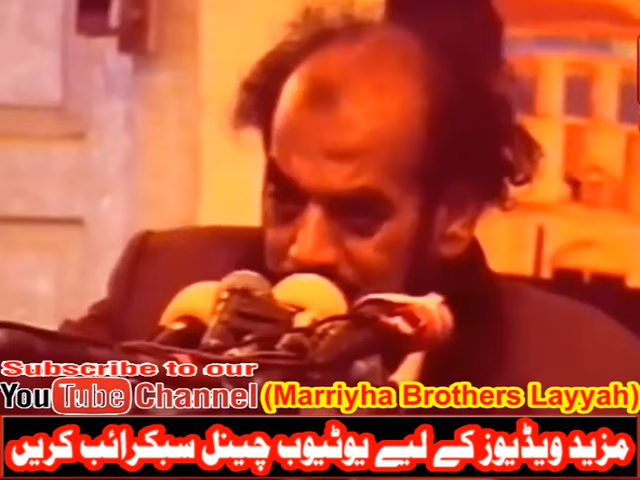 Subscribe to our
YouTube Channel (Marriyha Brothers Layyah)
مزید ویڈیوز کے لیے یوٹیوب چینل سبکرائب کریں